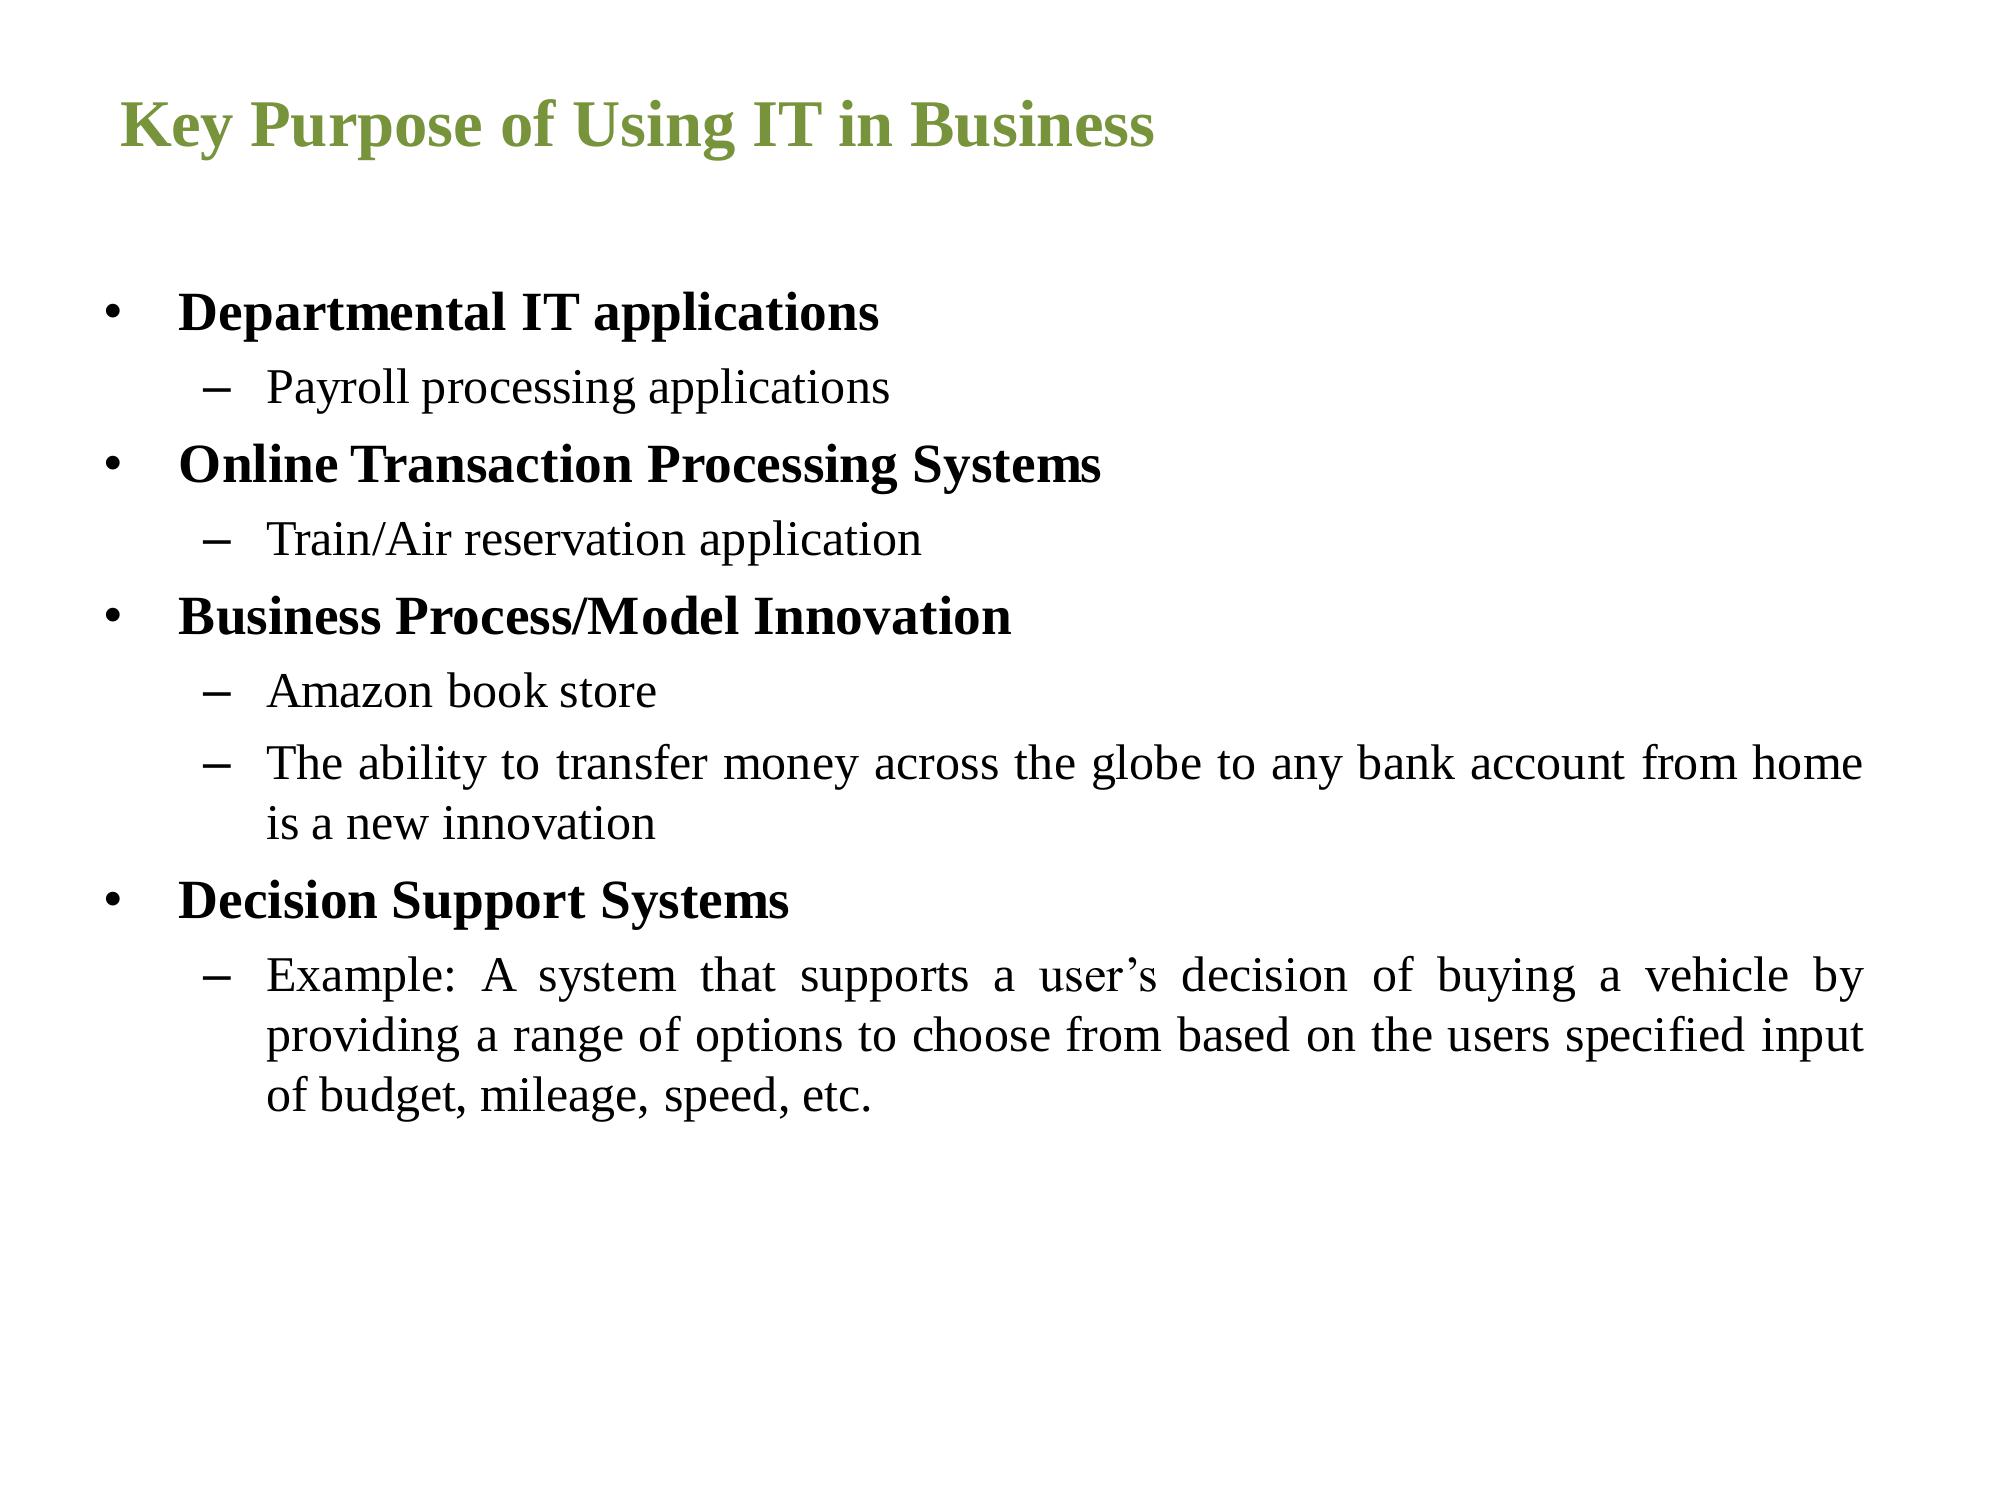 Key Purpose of Using IT in Business
• Departmental IT applications
– Payroll processing applications
• Online Transaction Processing Systems
– Train/Air reservation application
• Business Process/Model Innovation
– Amazon book store
– The ability to transfer money across the globe to any bank account from home
is a new innovation
• Decision Support Systems
– Example: A system that supports a user’s decision of buying a vehicle by
providing a range of options to choose from based on the users specified input
of budget, mileage, speed, etc.